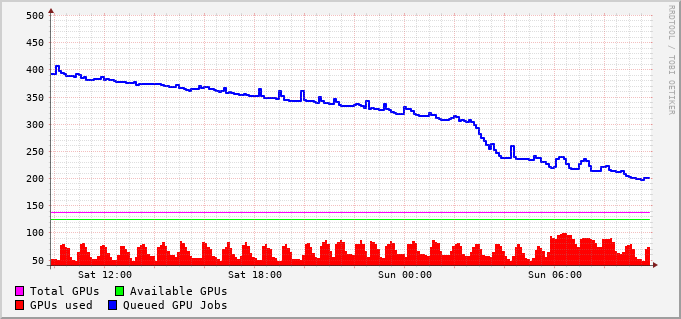 500
450
400
350
300
250
200
150
100
50
Sat 12:00 Sat 18:00 Sun 00:00 Sun 06:00
Total GPUs Available GPUs
GPUs used Queued GPU Jobs
RRDTOOL / TOBI OETIKER